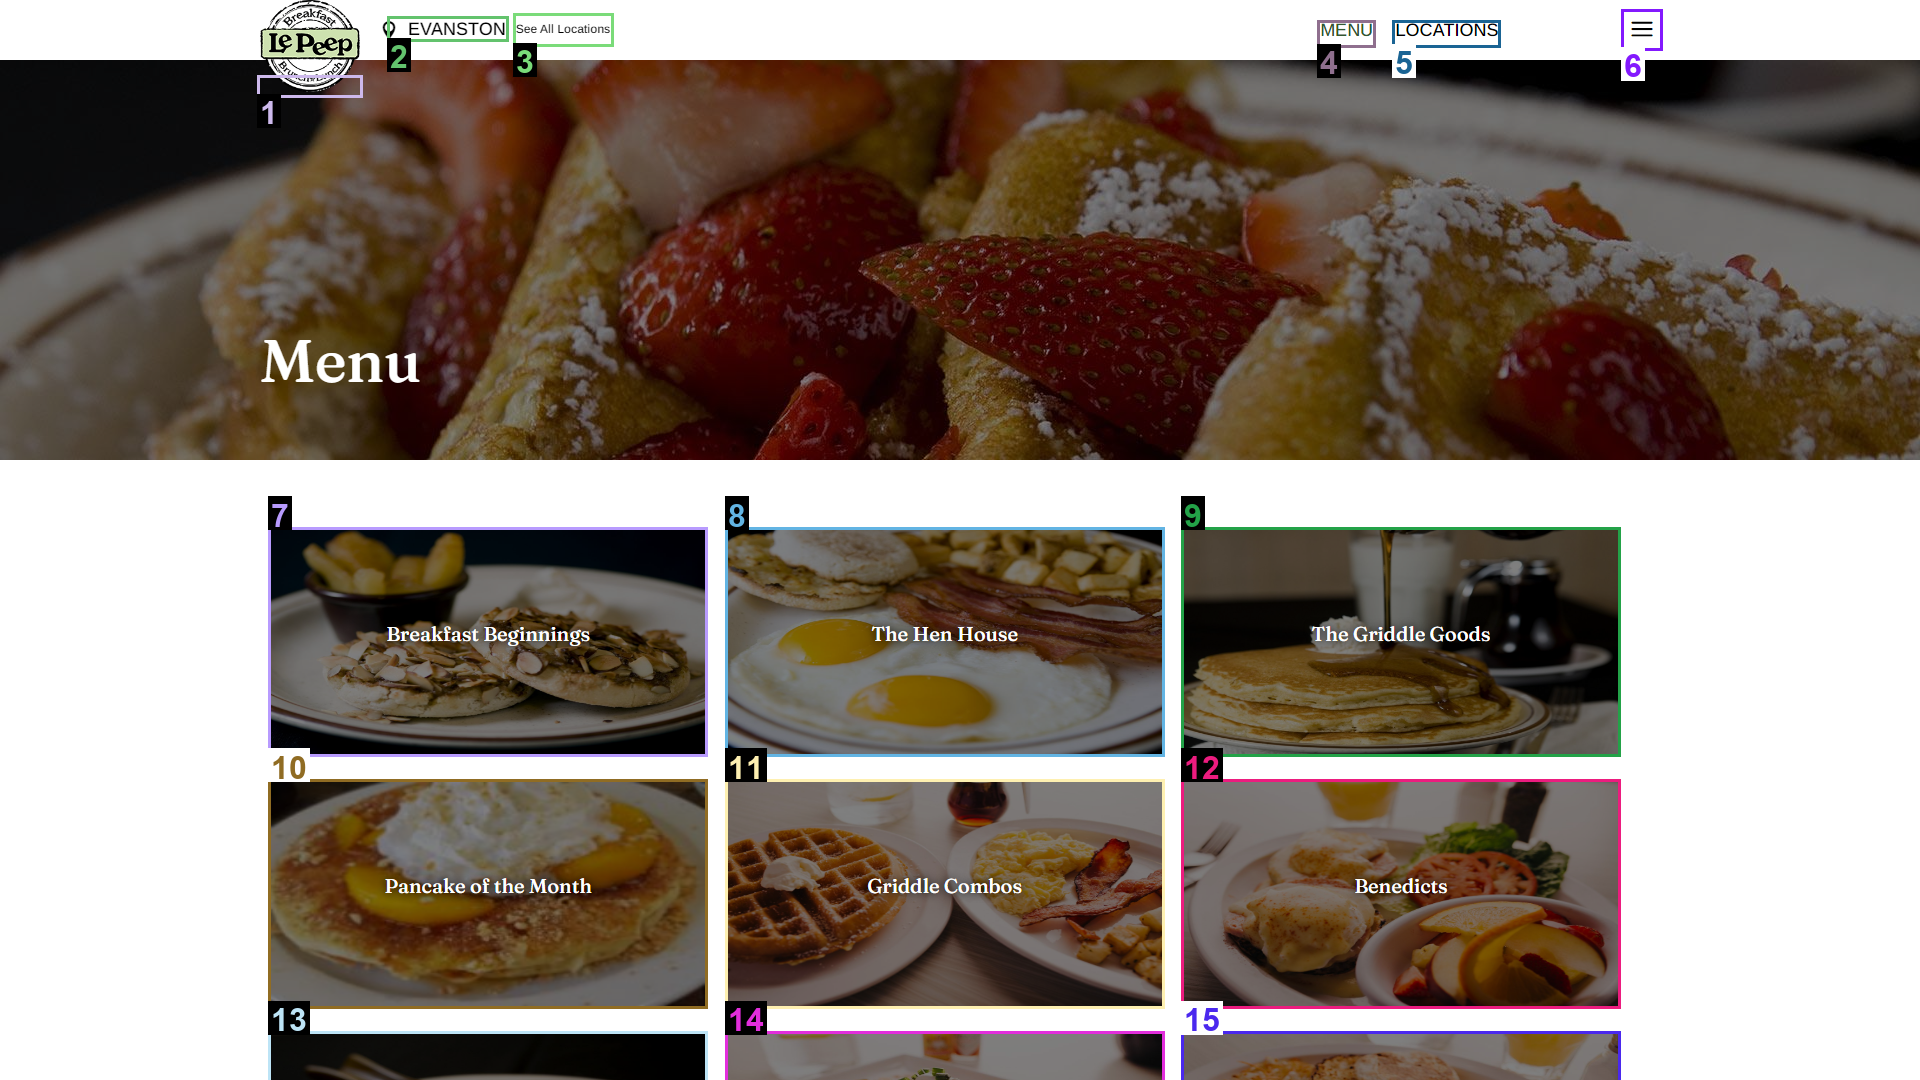 Breakfast
Le Peep
Brunch & Lunch
EVANSTON
See All Locations
MENU
LOCATIONS
1
2
3
4
5
6
Menu
7
8
9
Breakfast Beginnings
The Hen House
The Griddle Goods
10
11
12
Pancake of the Month
Griddle Combos
Benedicts
13
14
15